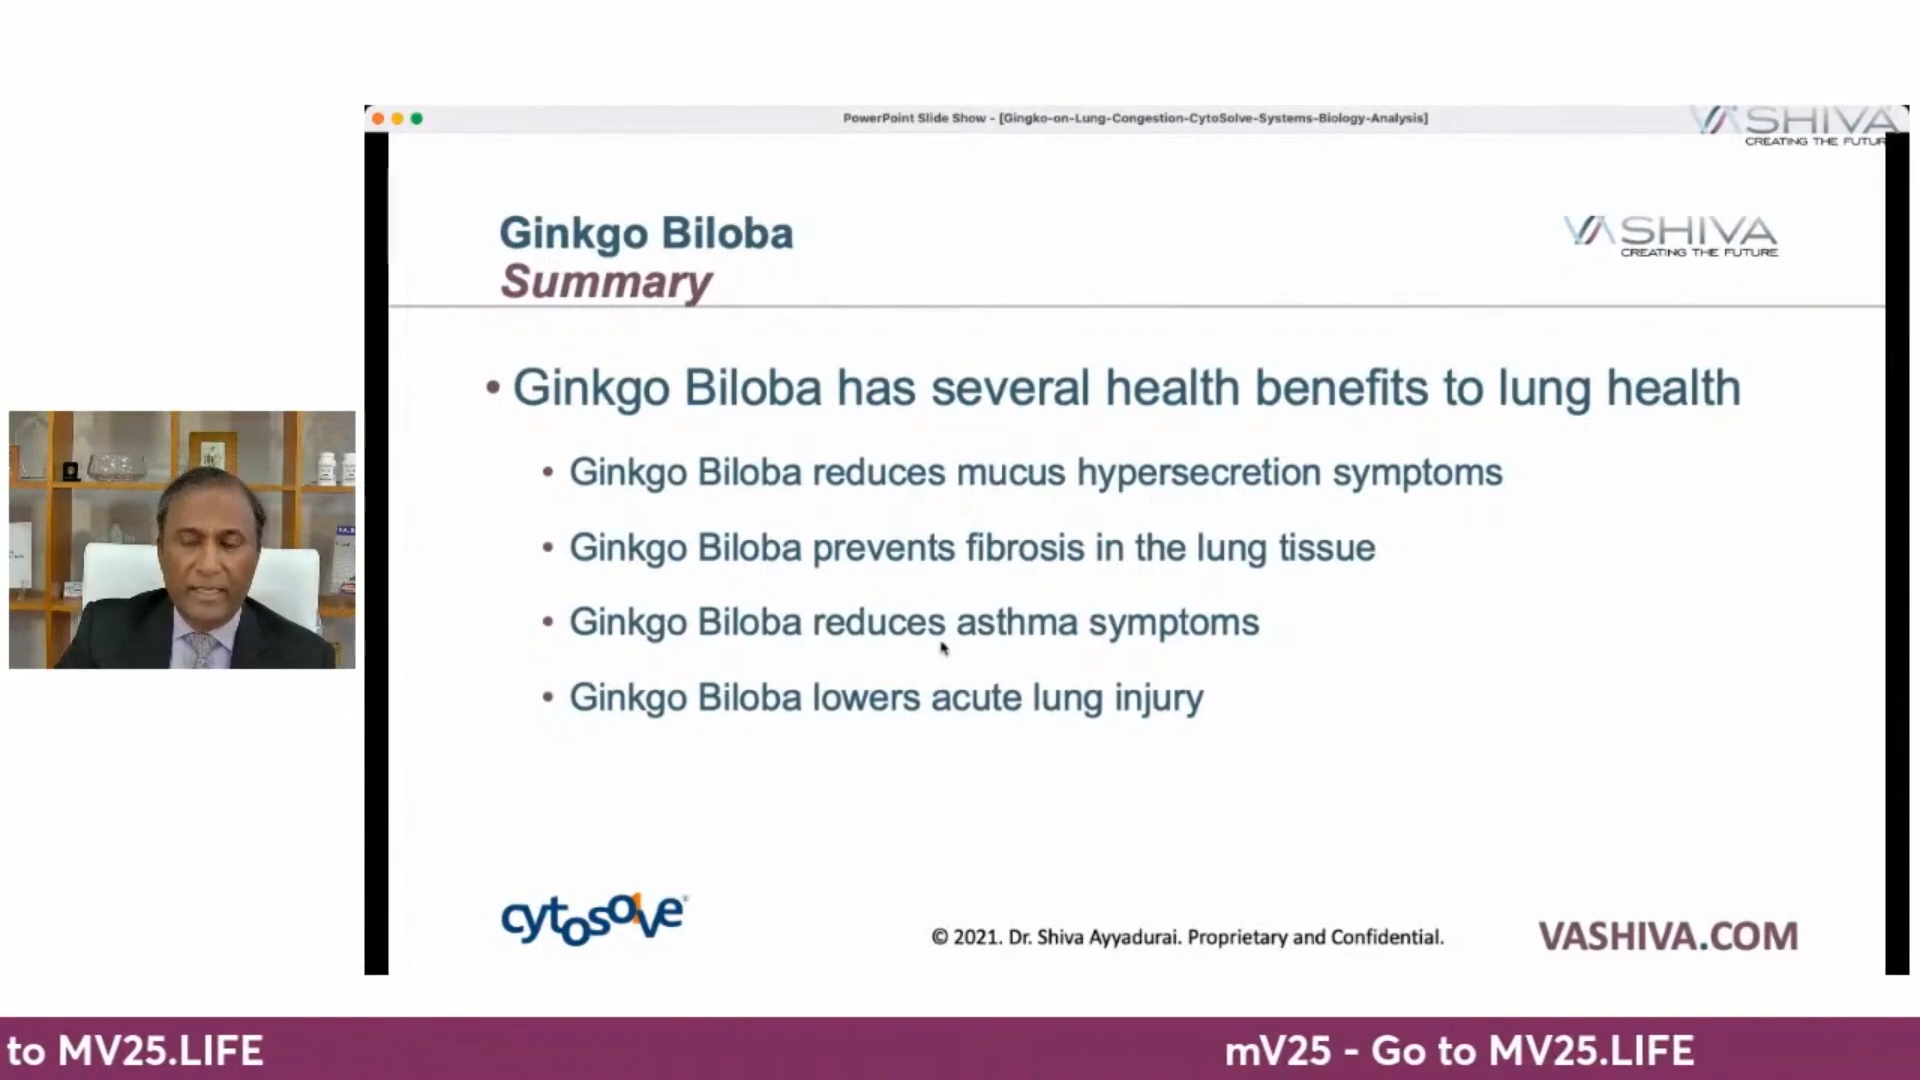 PowerPoint Slide Show - [Gingko-on-Lung-Congestion-CytoSolve-Systems-Biology-Analysis]
VASHIVA
CREATING THE FUTUR
Ginkgo Biloba
Summary
VASHIVA
CREATING THE FUTURE
• Ginkgo Biloba has several health benefits to lung health
• Ginkgo Biloba reduces mucus hypersecretion symptoms
• Ginkgo Biloba prevents fibrosis in the lung tissue
• Ginkgo Biloba reduces asthma symptoms
• Ginkgo Biloba lowers acute lung injury
cytosolve
© 2021. Dr. Shiva Ayyadurai. Proprietary and Confidential.
VASHIVA.COM
to MV25.LIFE
mV25 - Go to MV25.LIFE